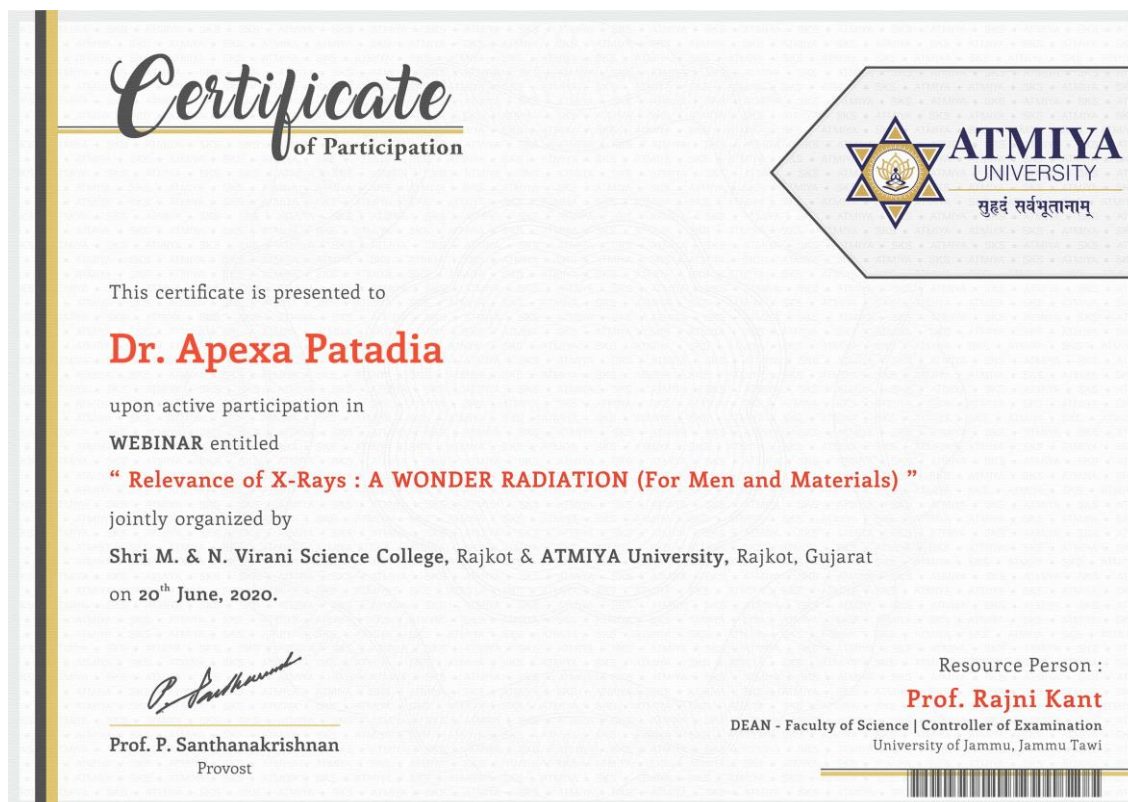 Certificate
of Participation
ATMIYA
UNIVERSITY
सुहृदं सर्वभूतानाम्
This certificate is presented to
Dr. Apexa Patadia
upon active participation in
WEBINAR entitled
“ Relevance of X-Rays : A WONDER RADIATION (For Men and Materials) ”
jointly organized by
Shri M. & N. Virani Science College, Rajkot & ATMIYA University, Rajkot, Gujarat
on 20th June, 2020.
Prof. P. Santhanakrishnan
Provost
Resource Person :
Prof. Rajni Kant
DEAN - Faculty of Science | Controller of Examination
University of Jammu, Jammu Tawi